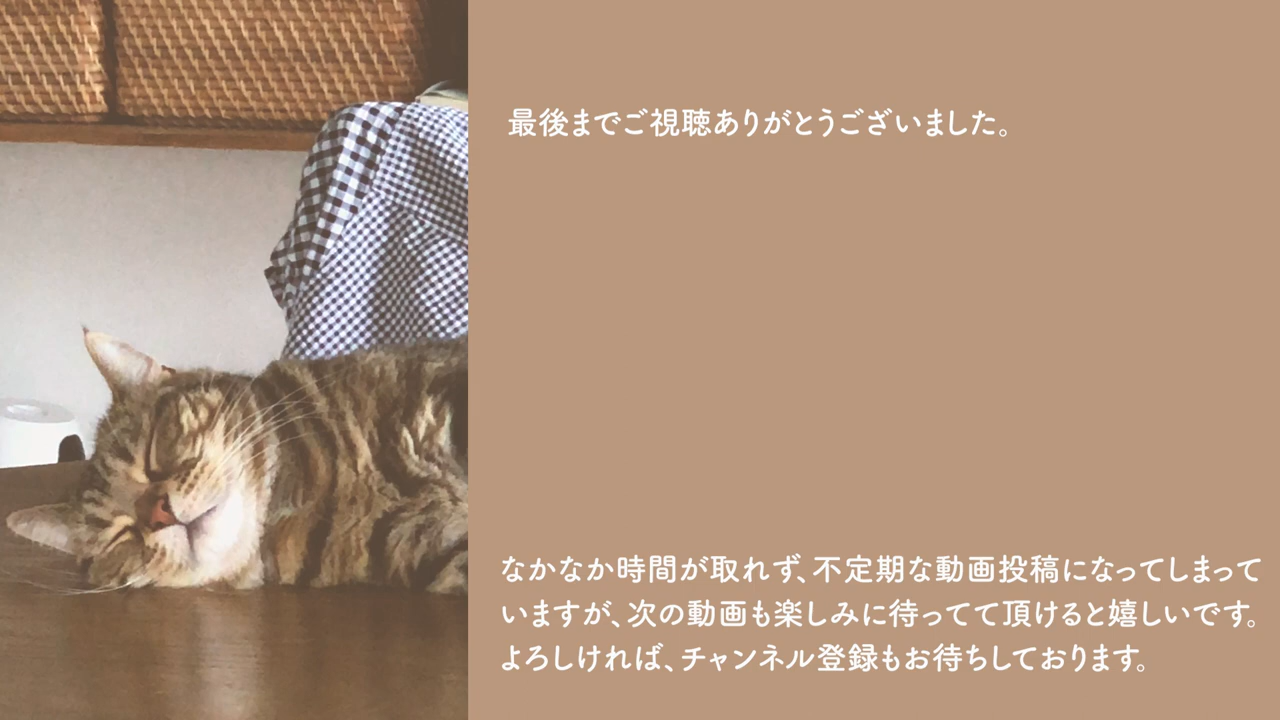 最後までご視聴ありがとうございました。
なかなか時間が取れず、不定期な動画投稿になってしまって
いますが、次の動画も楽しみに待ってて頂けると嬉しいです。
よろしければ、チャンネル登録もお待ちしております。